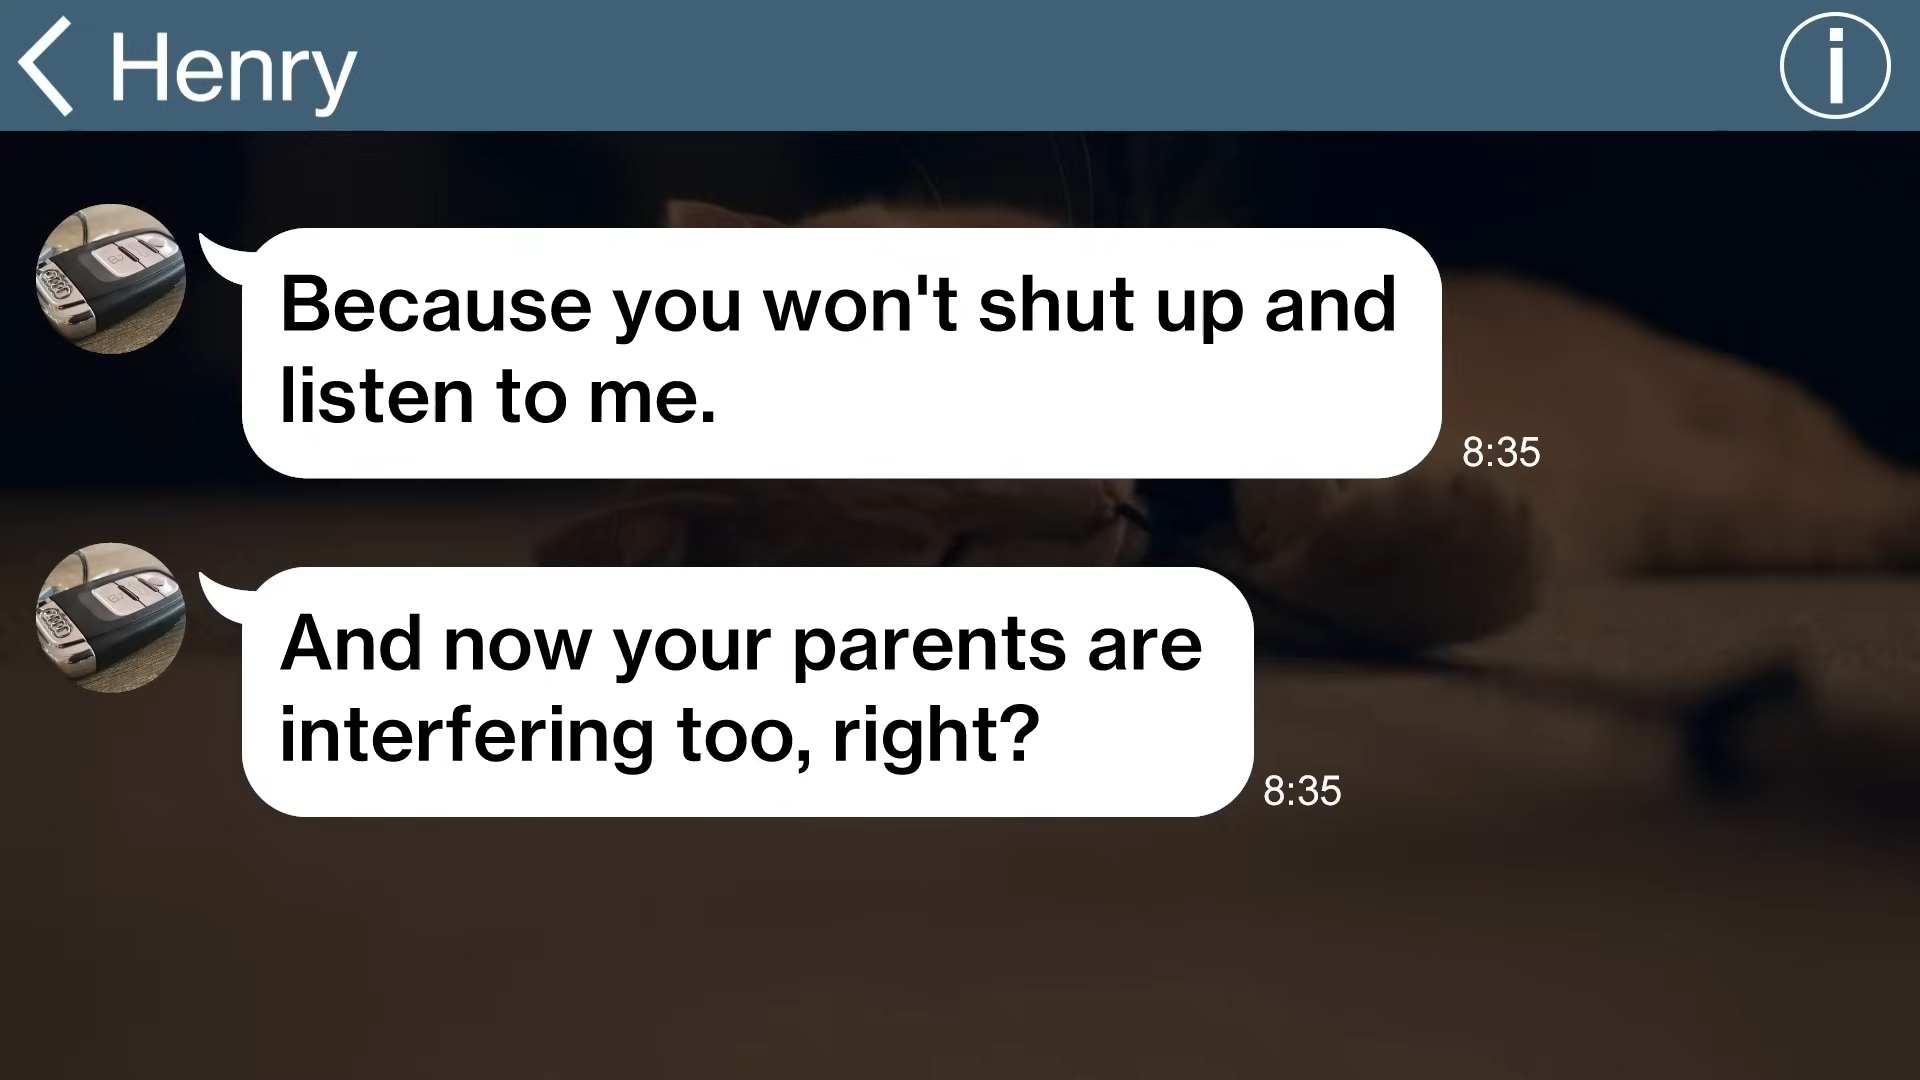 Henry
Because you won't shut up and
listen to me.
8:35
And now your parents are
interfering too, right?
8:35